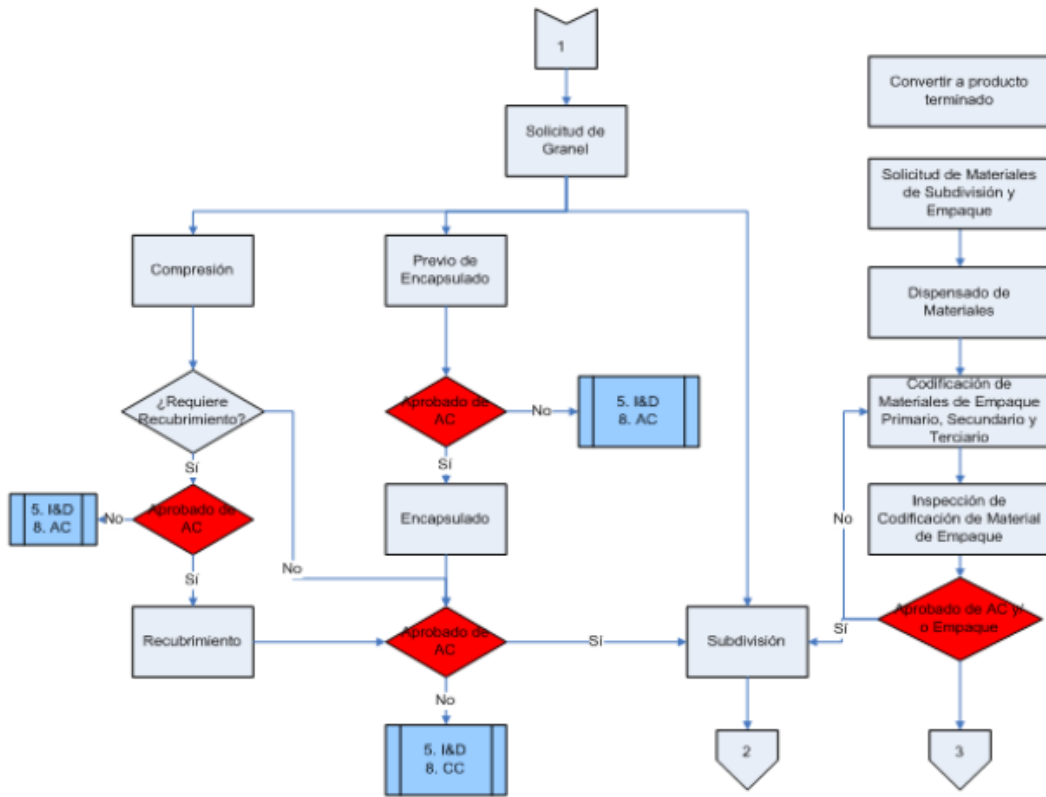 1
Convertir a producto
terminado
Solicitud de
Granel
Solicitud de Materiales
de Subdivisión y
Empaque
Compresión
Previo de
Encapsulado
Dispensado de
Materiales
¿Requiere
Recubrimiento?
Aprobado de
AC
No
5. I&D
8. AC
Codificación de
Materiales de Empaque
Primario, Secundario y
Terciario
Sí
Sí
5. I&D
8. AC
No
Aprobado de
AC
Encapsulado
No
Inspección de
Codificación de Material
de Empaque
Sí
No
Recubrimiento
Aprobado de
AC
Sí
Subdivisión
Sí
Aprobado de AC y/
o Empaque
No
5. I&D
8. CC
2
3